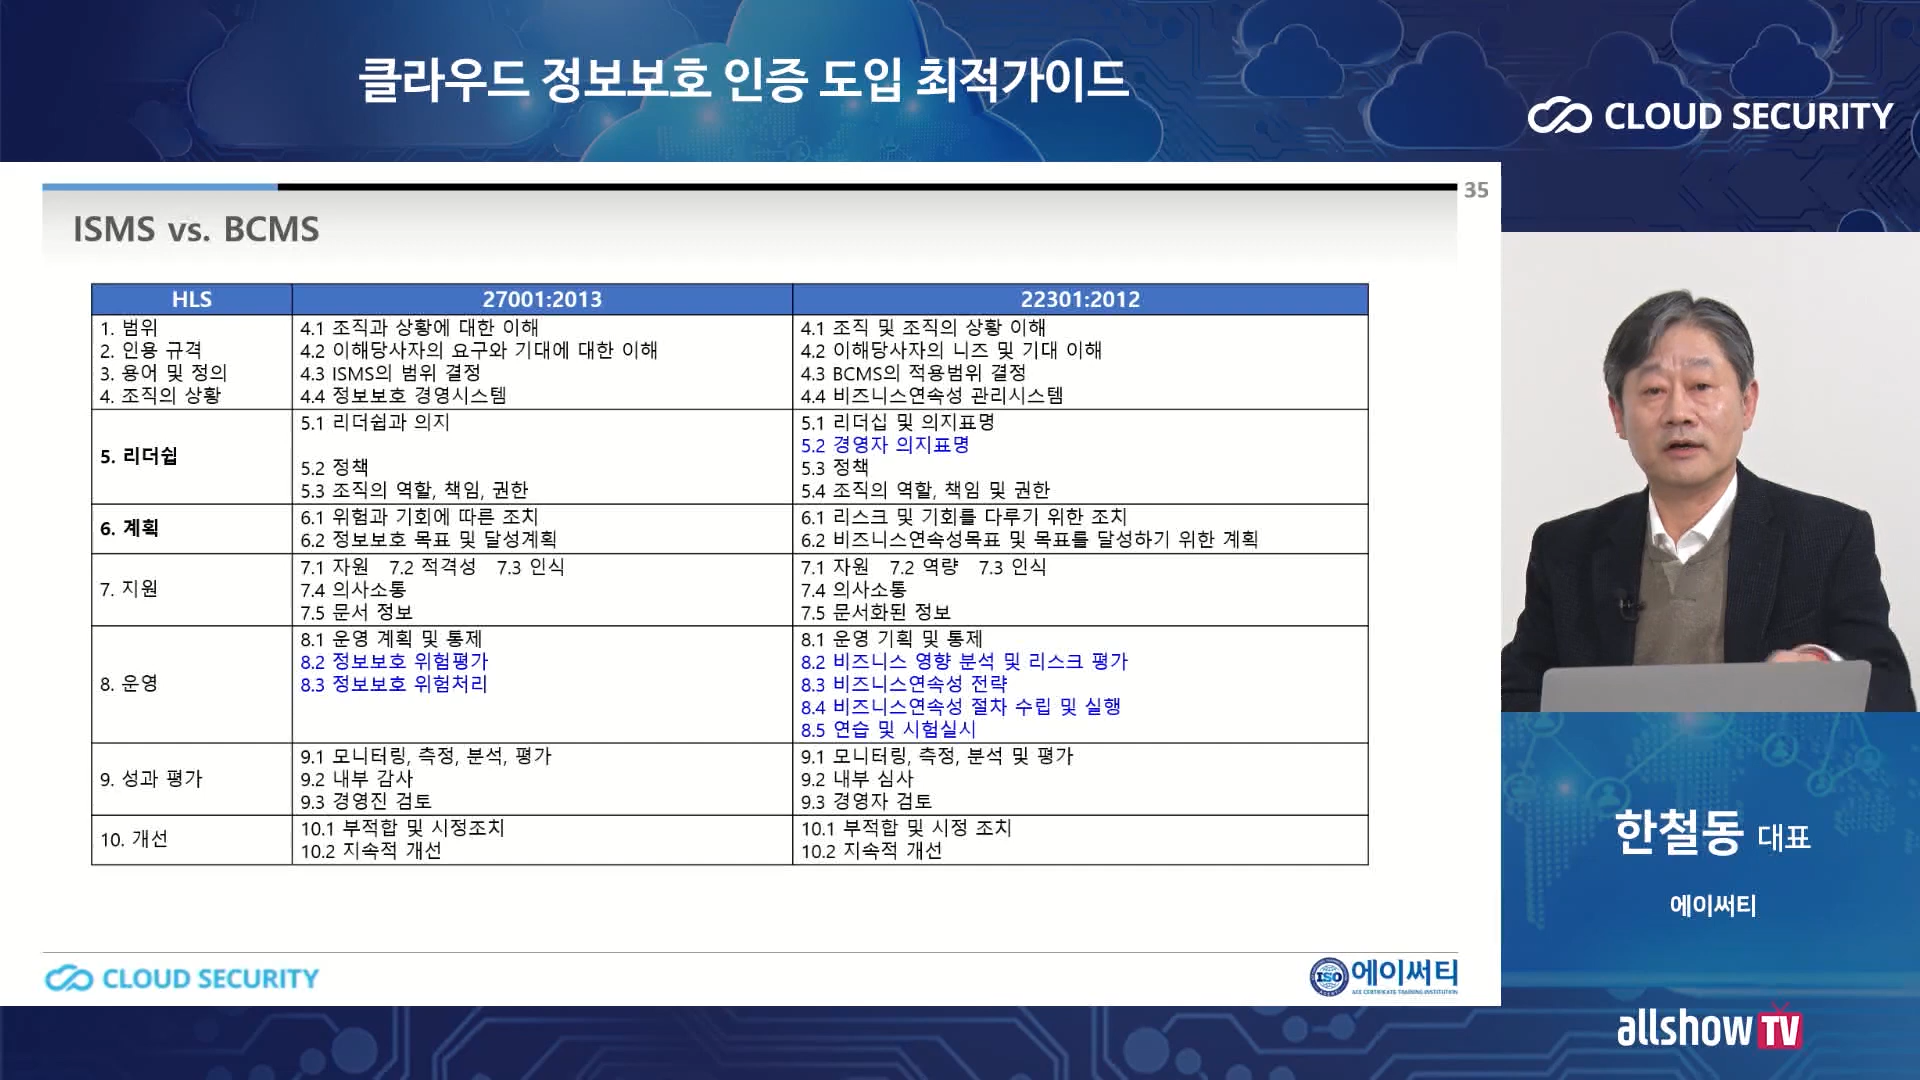 클라우드 정보보호 인증 도입 최적가이드
CLOUD SECURITY
35
ISMS vs. BCMS
HLS 27001:2013 22301:2012
1. 범위
2. 인용 규격
3. 용어 및 정의
4. 조직의 상황
4.1 조직과 상황에 대한 이해
4.2 이해당사자의 요구와 기대에 대한 이해
4.3 ISMS의 범위 결정
4.4 정보보호 경영시스템
4.1 조직 및 조직의 상황 이해
4.2 이해당사자의 니즈 및 기대 이해
4.3 BCMS의 적용범위 결정
4.4 비즈니스연속성 관리시스템
5. 리더쉽
5.1 리더쉽과 의지
5.2 정책
5.3 조직의 역할, 책임, 권한
5.1 리더십 및 의지표명
5.2 경영자 의지표명
5.3 정책
5.4 조직의 역할, 책임 및 권한
6. 계획
6.1 위험과 기회에 따른 조치
6.2 정보보호 목표 및 달성계획
6.1 리스크 및 기회를 다루기 위한 조치
6.2 비즈니스연속성목표 및 목표를 달성하기 위한 계획
7. 지원
7.1 자원 7.2 적격성 7.3 인식
7.4 의사소통
7.5 문서 정보
7.1 자원 7.2 역량 7.3 인식
7.4 의사소통
7.5 문서화된 정보
8. 운영
8.1 운영 계획 및 통제
8.2 정보보호 위험평가
8.3 정보보호 위험처리
8.1 운영 기획 및 통제
8.2 비즈니스 영향 분석 및 리스크 평가
8.3 비즈니스연속성 전략
8.4 비즈니스연속성 절차 수립 및 실행
8.5 연습 및 시험실시
9. 성과 평가
9.1 모니터링, 측정, 분석, 평가
9.2 내부 감사
9.3 경영진 검토
9.1 모니터링, 측정, 분석 및 평가
9.2 내부 심사
9.3 경영자 검토
10. 개선
10.1 부적합 및 시정조치
10.2 지속적 개선
10.1 부적합 및 시정 조치
10.2 지속적 개선
CLOUD SECURITY
ISO 에이써티
ACE CERTIFICATE TRAINING INSTITUTION
한철동 대표
에이써티
allshow TV